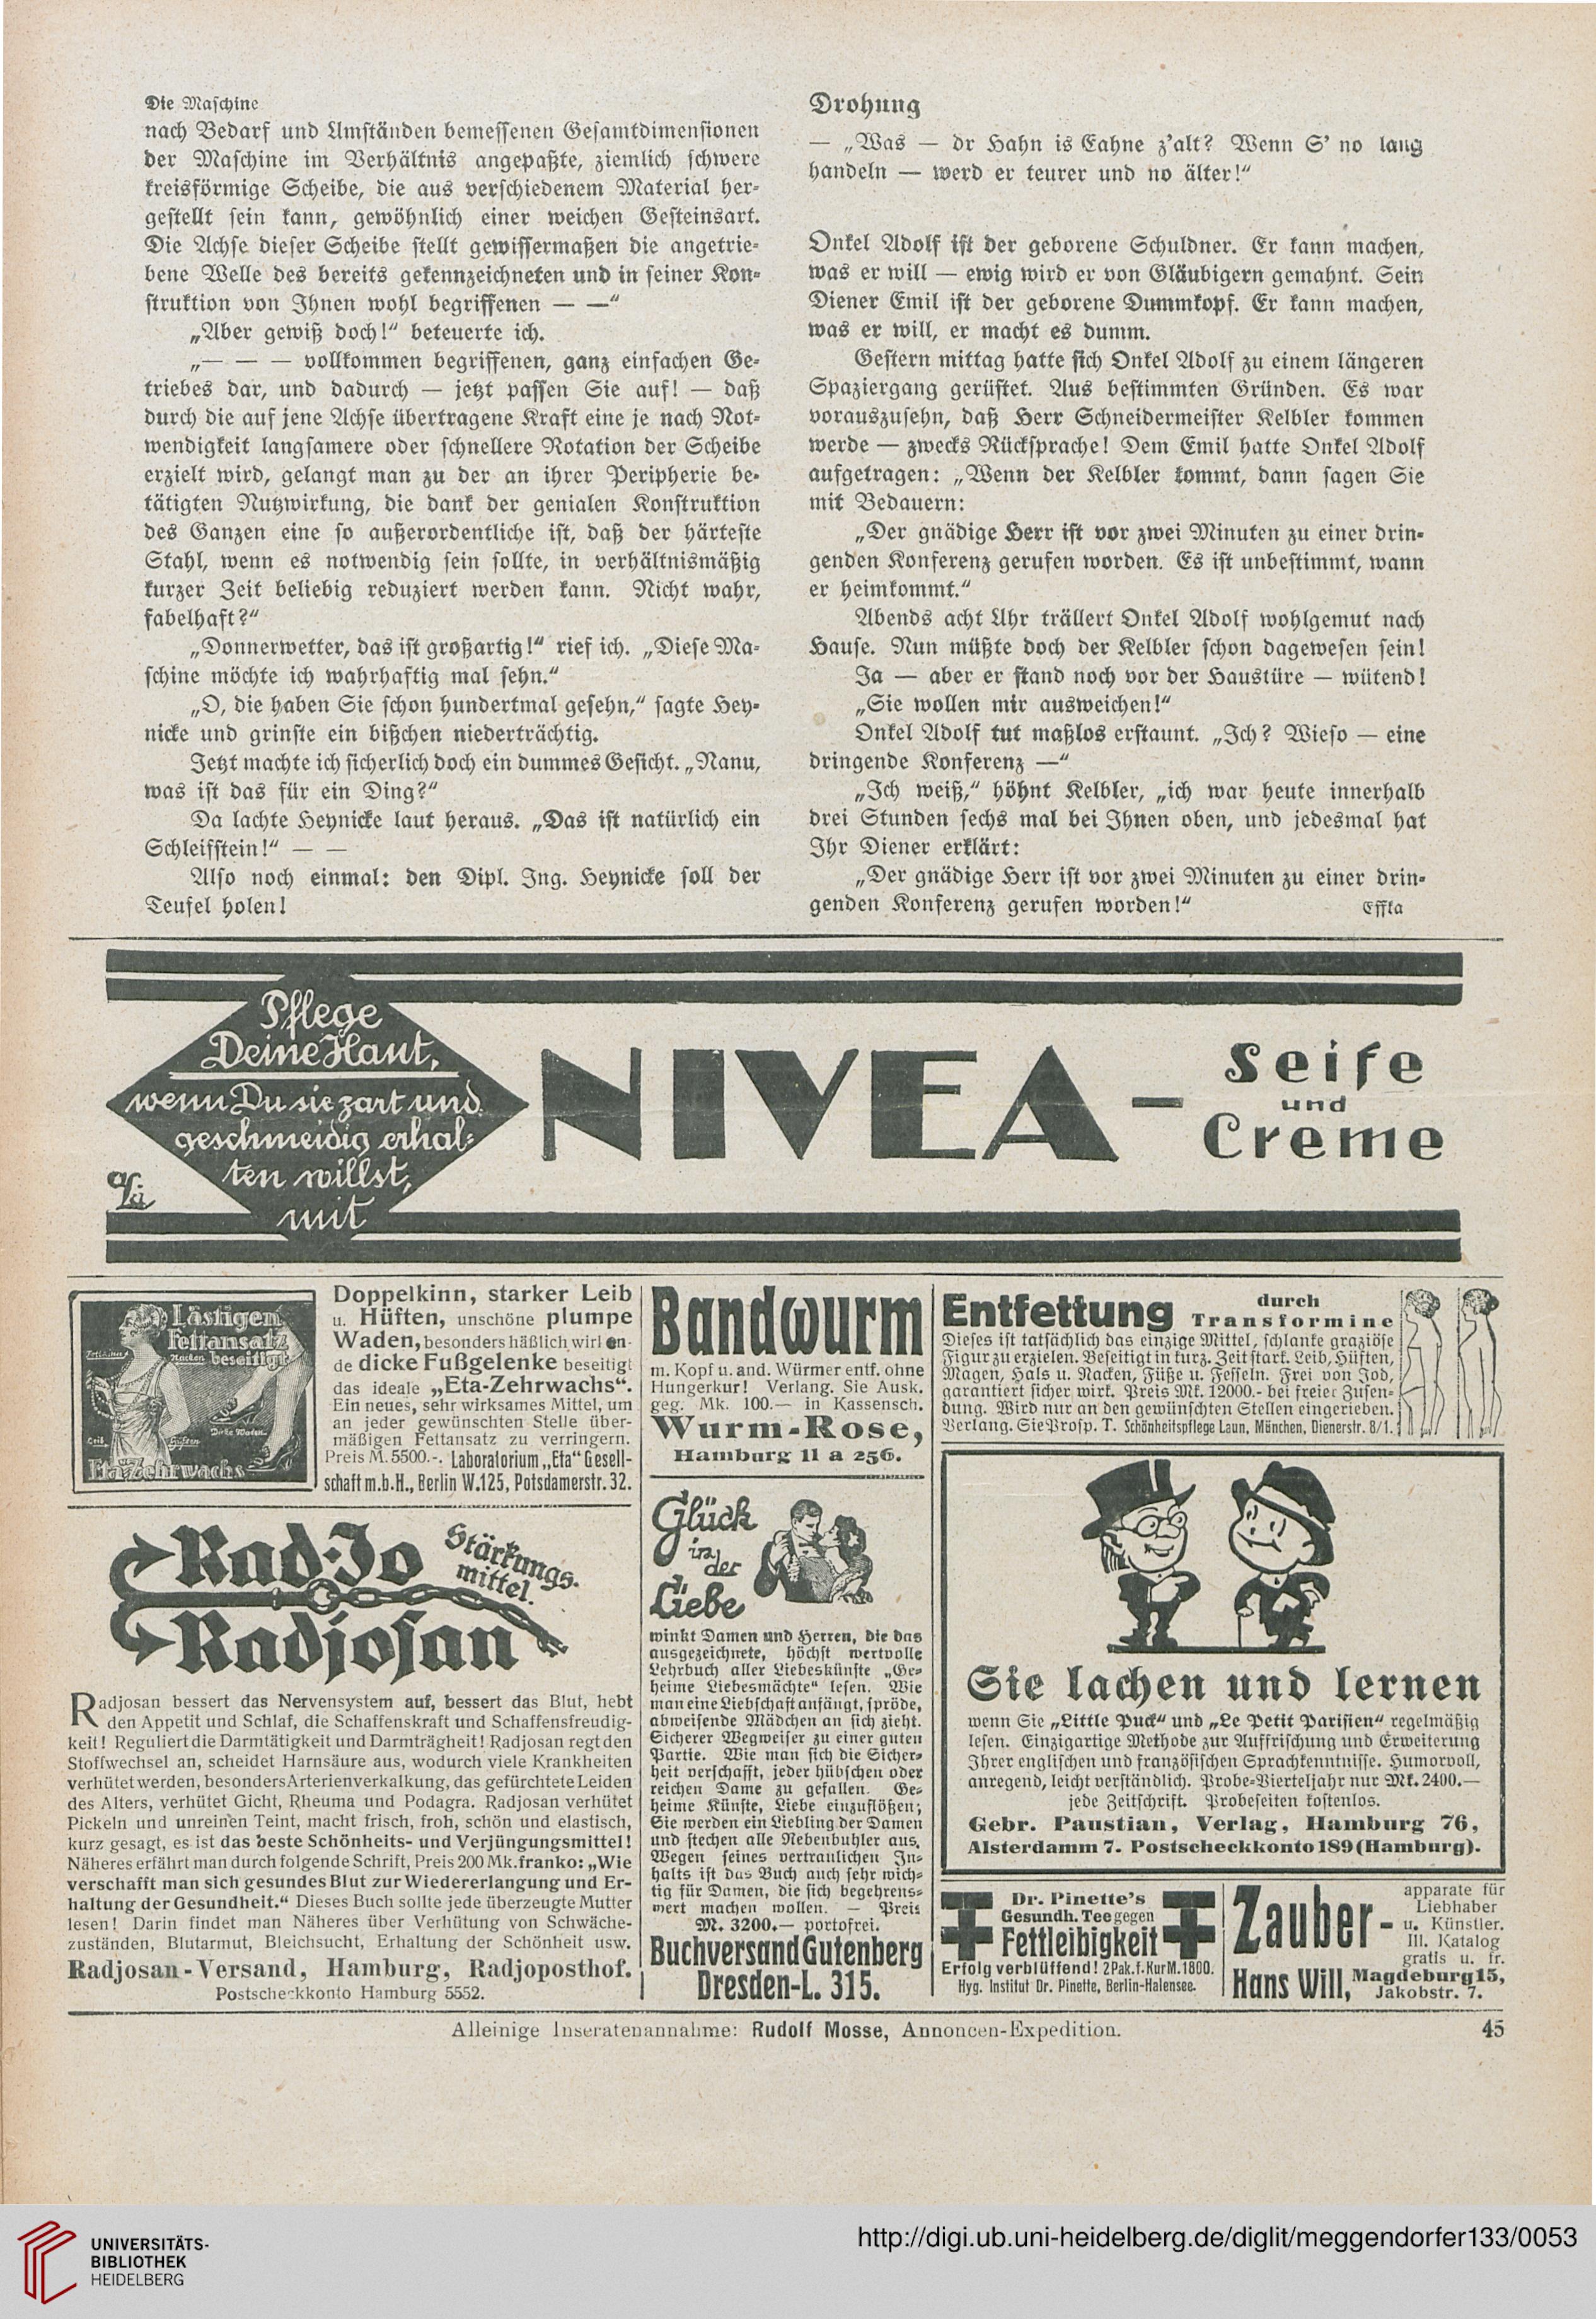 Die Maschine
nach Bedarf und Umständen bemessenen Gesamtdimensionen
der Maschine im Verhältnis angepaßte, ziemlich schwere
kreisförmige Scheibe, die aus verschiedenem Material her-
gestellt sein kann, gewöhnlich einer weichen Gesteinsart.
Die Achse dieser Scheibe stellt gewissermaßen die angetrie-
bene Welle des bereits gekennzeichneten und in seiner Kon-
struktion von Ihnen wohl begriffenen — —“
„Aber gewiß doch!“ beteuerte ich.
„— — — vollkommen begriffenen, ganz einfachen Ge-
triebes dar, und dadurch — jetzt passen Sie auf! — daß
durch die auf jene Achse übertragene Kraft eine je nach Not-
wendigkeit langsamere oder schnellere Rotation der Scheibe
erzielt wird, gelangt man zu der an ihrer Peripherie be-
tätigten Nutzwirkung, die dank der genialen Konstruktion
des Ganzen eine so außerordentliche ist, daß der härteste
Stahl, wenn es notwendig sein sollte, in verhältnismäßig
kurzer Zeit beliebig reduziert werden kann. Nicht wahr,
fabelhaft?“
„Donnerwetter, das ist großartig!“ rief ich. „Diese Ma-
schine möchte ich wahrhaftig mal sehn.“
„O, die haben Sie schon hundertmal gesehn,“ sagte Hey-
nicke und grinste ein bißchen niederträchtig.
Jetzt machte ich sicherlich doch ein dummes Gesicht. „Nanu,
was ist das für ein Ding?“
Da lachte Heynicke laut heraus. „Das ist natürlich ein
Schleifstein!“ — —
Also noch einmal: den Dipl. Ing. Heynicke soll der
Teufel holen!
Drohung
— „Was — dr Hahn is Eahne z'alt? Wenn S' no lang
handeln — werd er teurer und no älter!“
Onkel Adolf ist der geborene Schuldner. Er kann machen,
was er will — ewig wird er von Gläubigern gemahnt. Sein
Diener Emil ist der geborene Dummkopf. Er kann machen,
was er will, er macht es dumm.
Gestern mittag hatte sich Onkel Adolf zu einem längeren
Spaziergang gerüstet. Aus bestimmten Gründen. Es war
vorauszusehn, daß Herr Schneidermeister Kelbler kommen
werde — zwecks Rücksprache! Dem Emil hatte Onkel Adolf
aufgetragen: „Wenn der Kelbler kommt, dann sagen Sie
mit Bedauern:
„Der gnädige Herr ist vor zwei Minuten zu einer drin-
genden Konferenz gerufen worden. Es ist unbestimmt, wann
er heimkommt.“
Abends acht Uhr trällert Onkel Adolf wohlgemut nach
Hause. Nun müßte doch der Kelbler schon dagewesen sein!
Ja — aber er stand noch vor der Haustüre — wütend!
„Sie wollen mir ausweichen!“
Onkel Adolf tut maßlos erstaunt. „Ich? Wieso — eine
dringende Konferenz —“
„Ich weiß,“ höhnt Kelbler, „ich war heute innerhalb
drei Stunden sechs mal bei Ihnen oben, und jedesmal hat
Ihr Diener erklärt:
„Der gnädige Herr ist vor zwei Minuten zu einer drin-
genden Konferenz gerufen worden!“ Effka
Pflege
Deine Haut,
wenn Du sie zart und
geschmeidig erhal-
ten willst,
mit
NIVEA-
Seife
und
Creme
Lästigen
Fettansatz
beseitigt
Doppelkinn
Nacken
Dicke Waden
Leib
Hüften
Eta-Zehrwachs
Doppelkinn, starker Leib
u. Hüften, unschöne plumpe
Waden, besonders häßlich wirken-
de dicke Fußgelenke beseitigt
das ideale „Eta-Zehrwachs“.
Ein neues, sehr wirksames Mittel, um
an jeder gewünschten Stelle über-
mäßigen Fettansatz zu verringern.
Preis M. 5500.-. Laboratorium „Eta“ Gesell-
schaft m.b.H., Berlin W.125, Potsdamerstr. 32.
Rad-Jo
Stärkungs-
mittel.
Radjosan
Radjosan bessert das Nervensystem auf, bessert das Blut, hebt
den Appetit und Schlaf, die Schaffenskraft und Schaffensfreudig-
keit! Reguliert die Darmtätigkeit und Darmträgheit! Radjosan regt den
Stoffwechsel an, scheidet Harnsäure aus, wodurch viele Krankheiten
verhütet werden, besonders Arterienverkalkung, das gefürchtete Leiden
des Alters, verhütet Gicht, Rheuma und Podagra. Radjosan verhütet
Pickeln und unreinen Teint, macht frisch, froh, schön und elastisch,
kurz gesagt, es ist das beste Schönheits- und Verjüngungsmittel!
Näheres erfährt man durch folgende Schrift, Preis 200 Mk. franko: „Wie
verschafft man sich gesundes Blut zur Wiedererlangung und Er-
haltung der Gesundheit.“ Dieses Buch sollte jede überzeugte Mutter
lesen! Darin findet man Näheres über Verhütung von Schwäche-
zuständen, Blutarmut, Bleichsucht, Erhaltung der Schönheit usw.
Radjosan-Versand, Hamburg, Radjoposthof.
Postscheckkonto Hamburg 5552.
Bandwurm
m. Kopf u. and. Würmer entf. ohne
Hungerkur! Verlang. Sie Ausk.
geg. Mk. 100.— in Kassensch.
Wurm-Rose,
Hamburg 11 a 256.
Glück
in
der
Liebe
winkt Damen und Herren, die das
ausgezeichnete, höchst wertvolle
Lehrbuch aller Liebeskünste „Ge-
heime Liebesmächte“ lesen. Wie
man eine Liebschaft anfängt, spröde,
abweisende Mädchen an sich zieht.
Sicherer Wegweiser zu einer guten
Partie. Wie man sich die Sicher-
heit verschafft, jeder hübschen oder
reichen Dame zu gefallen. Ge-
heime Künste, Liebe einzuflößen;
Sie werden ein Liebling der Damen
und stechen alle Nebenbuhler aus.
Wegen seines vertraulichen In-
halts ist das Buch auch sehr wich-
tig für Damen, die sich begehrens-
wert machen wollen. — Preis
M. 3200.— portofrei.
Buchversand Gutenberg
Dresden-L. 315.
Entfettung durch
Transformine
Dieses ist tatsächlich das einzige Mittel, schlanke graziöse
Figur zu erzielen. Beseitigt in kurz. Zeit stark. Leib, Hüften,
Magen, Hals u. Nacken, Füße u. Fesseln. Frei von Jod,
garantiert sicher wirk. Preis Mk. 12000.- bei freier Zusen-
dung. Wird nur an den gewünschten Stellen eingerieben.
Verlang. Sie Prosp. T. Schönheitspflege Laun, München, Dienerstr. 8/1.
Sie lachen und lernen
wenn Sie „Little Puck“ und „Le Petit Parisien“ regelmäßig
lesen. Einzigartige Methode zur Auffrischung und Erweiterung
Ihrer englischen und französischen Sprachkenntnisse. Humorvoll,
anregend, leicht verständlich. Probe-Vierteljahr nur Mk. 2400.—
jede Zeitschrift. Probeseiten kostenlos.
Gebr. Paustian, Verlag, Hamburg 76,
Alsterdamm 7. Postscheckkonto 189 (Hamburg).
Dr. Pinette's
Gesundh. Tee gegen
Fettleibigkeit
Erfolg verblüffend! 2 Pak. f. Kur M. 1800.
Hyg. Institut Dr. Pinette, Berlin-Halensee.
Zauber-
apparate für
Liebhaber
u. Künstler.
Ill. Katalog
gratis u. fr.
Hans Will, Magdeburg 15,
Jakobstr. 7.
Alleinige Inseratenannahme: Rudolf Mosse, Annoncen-Expedition. 45
UNIVERSITÄTS-
BIBLIOTHEK
HEIDELBERG
http://digi.ub.uni-heidelberg.de/diglit/meggendorfer133/0053